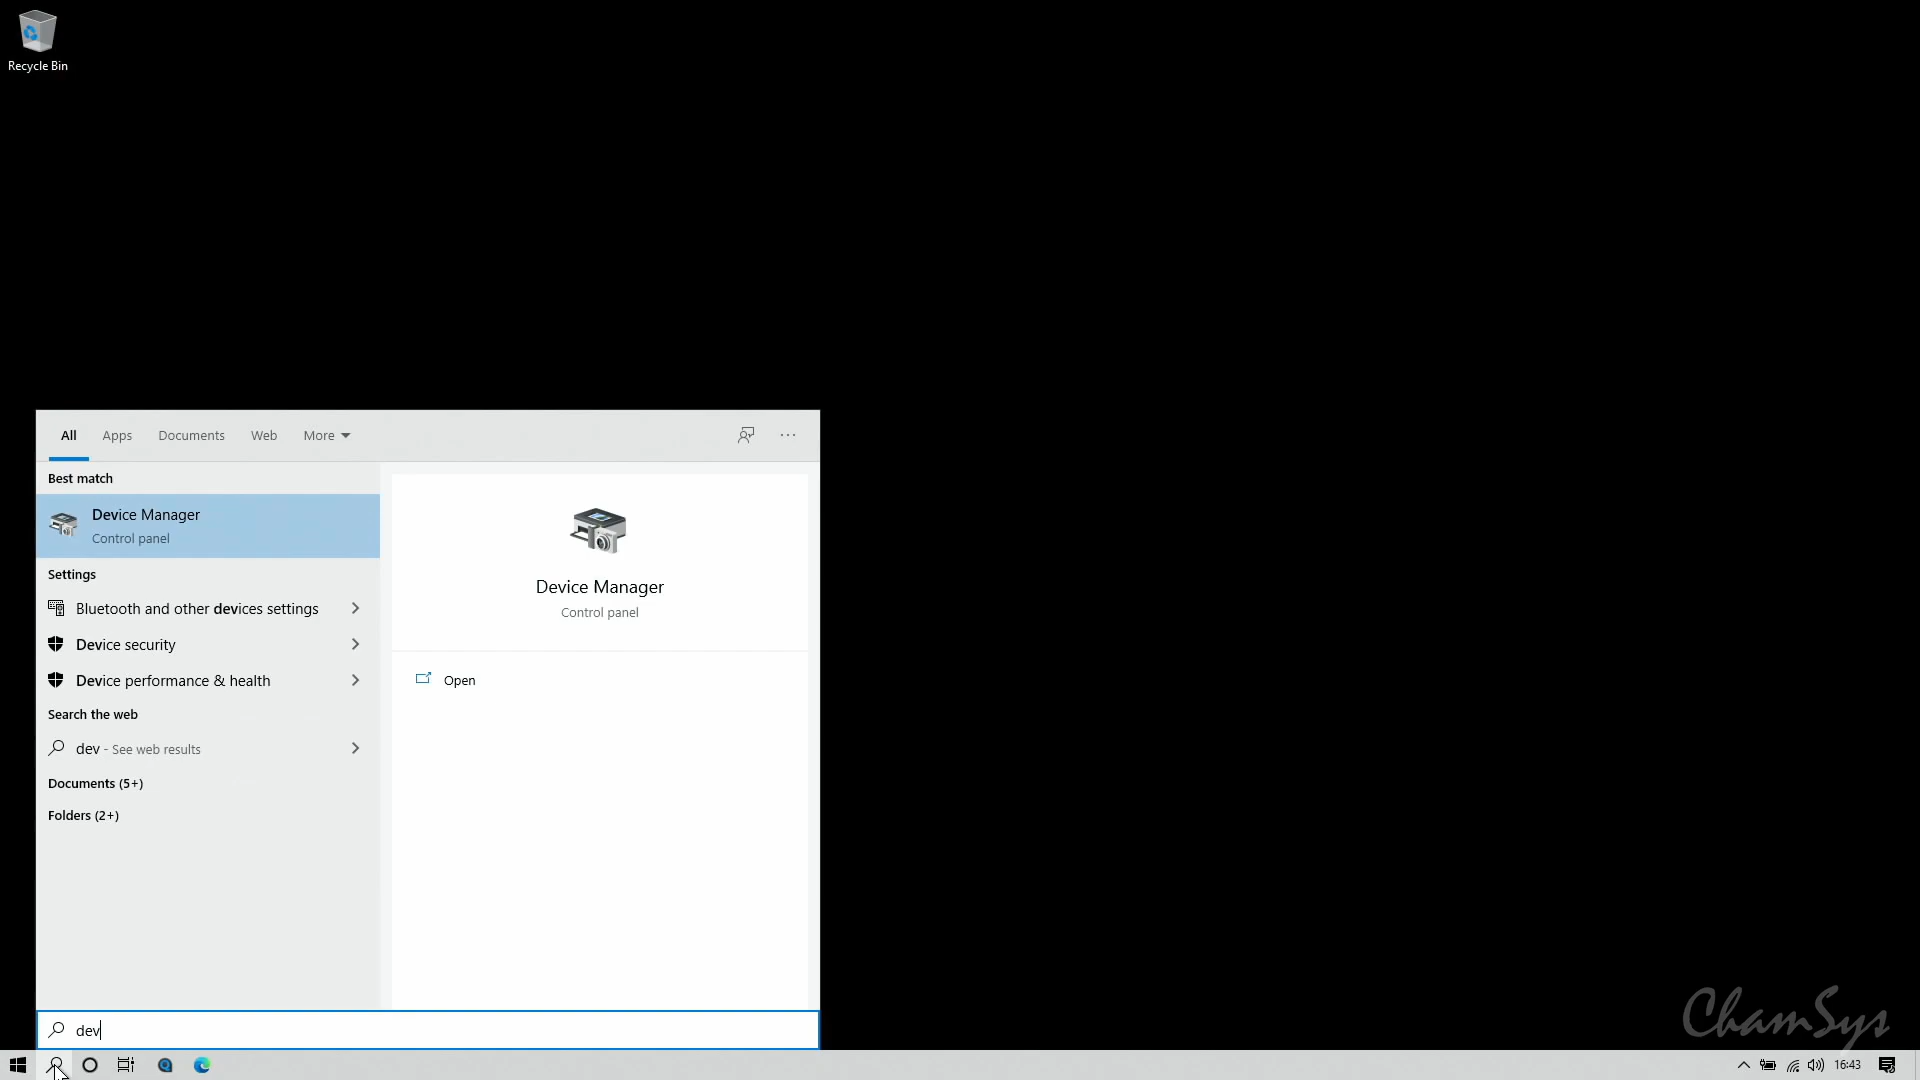 Recycle Bin
All Apps Documents Web More
Best match
Device Manager
Control panel
Settings
Bluetooth and other devices settings
Device security
Device performance & health
Search the web
dev - See web results
Documents (5+)
Folders (2+)
Device Manager
Control panel
Open
dev
ChamSys
16:43